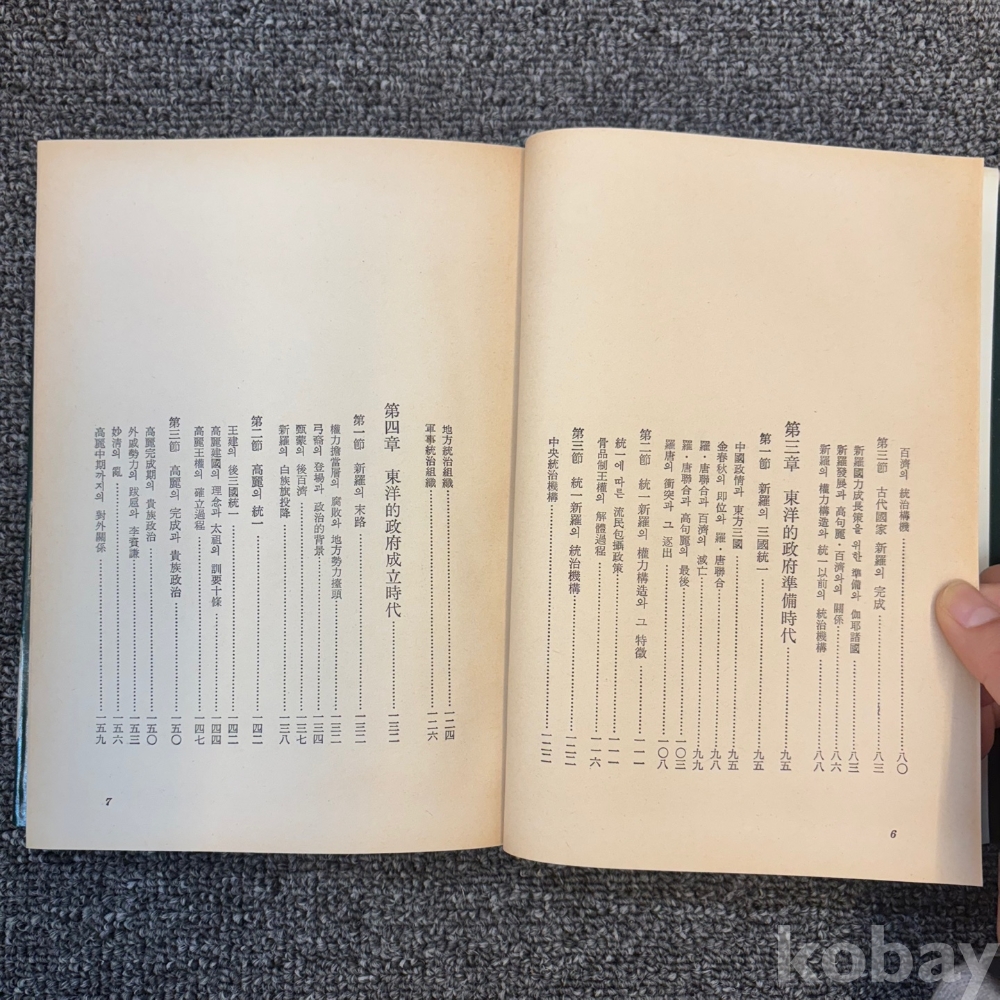 百濟의 統治構機……八〇
第三節 古代國家 新羅의 完成……八三
新羅國力成長策을 위한 準備와 伽耶諸國……八三
新羅發展과 高句麗·百濟와의 關係……八六
新羅의 權力構造와 統一以前의 統治機構……八八
第三章 東洋的政府準備時代……九五
第一節 新羅의 三國統一……九五
中國政情과 東方三國……九五
金春秋의 即位와 羅·唐聯合……九八
羅·唐聯合과 百濟의 滅亡……九九
羅·唐聯合과 高句麗의 最後……一〇三
羅唐의 衝突과 그 逐出……一〇八
第二節 統一新羅의 權力構造와 그 特徵……一一一
統一에 따른 流民包攝政策……一一一
骨品制王權의 解體過程……一一六
第三節 統一新羅의 統治機構……一二二
中央統治機構……一二二
6
地方統治組織……一二四
軍事統治組織……一二六
第四章 東洋的政府成立時代……一三二
第一節 新羅의 末路……一三二
權力擔當層의 腐敗와 地方勢力擡頭……一三二
弓裔의 登場과 政治的背景……一三四
甄萱의 後百濟……一三七
新羅의 白旗投降……一三八
第二節 高麗의 統一……一四二
王建의 後三國統一……一四二
高麗建國의 理念과 太祖의 訓要十條……一四四
高麗王權의 確立過程……一四七
第三節 高麗의 完成과 貴族政治……一五〇
高麗完成期의 貴族政治……一五〇
外戚勢力의 跋扈와 李資謙……一五三
妙清의 亂……一五六
高麗中期까지의 對外關係……一五九
7
kobay